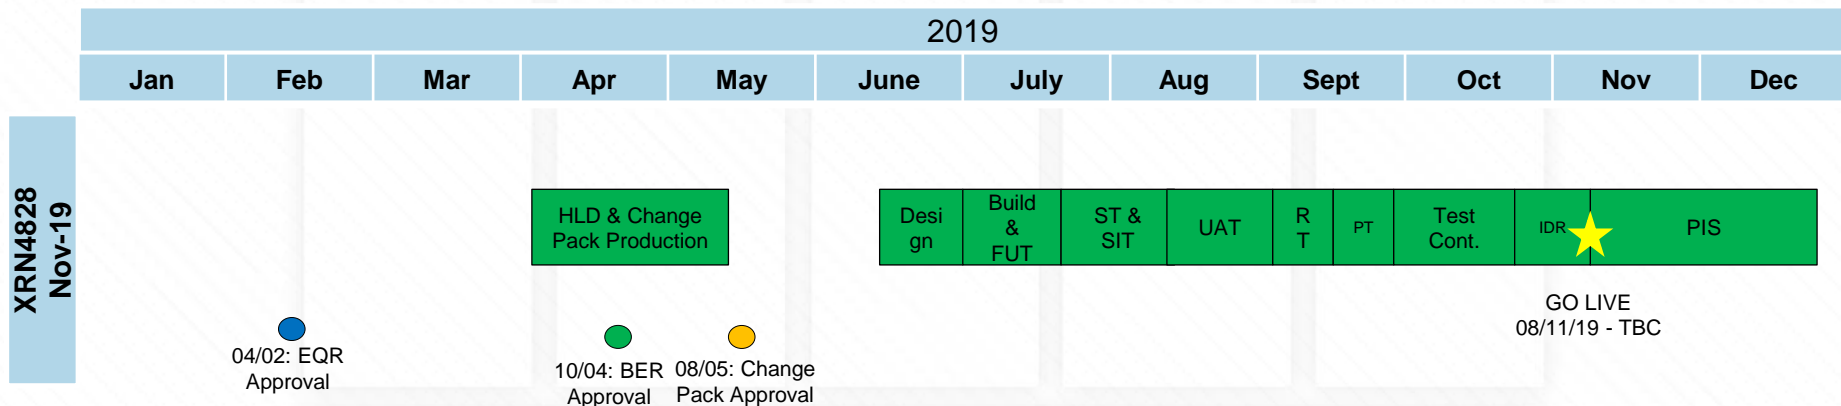 2019
Jan Feb Mar Apr May June July Aug Sept Oct Nov Dec
XRN4828
Nov-19
HLD & Change
Pack Production
Desi
gn
Build
&
FUT
ST &
SIT
UAT
R
T
PT
Test
Cont.
IDR
PIS
GO LIVE
08/11/19 - TBC
04/02: EQR
Approval
10/04: BER
Approval
08/05: Change
Pack Approval